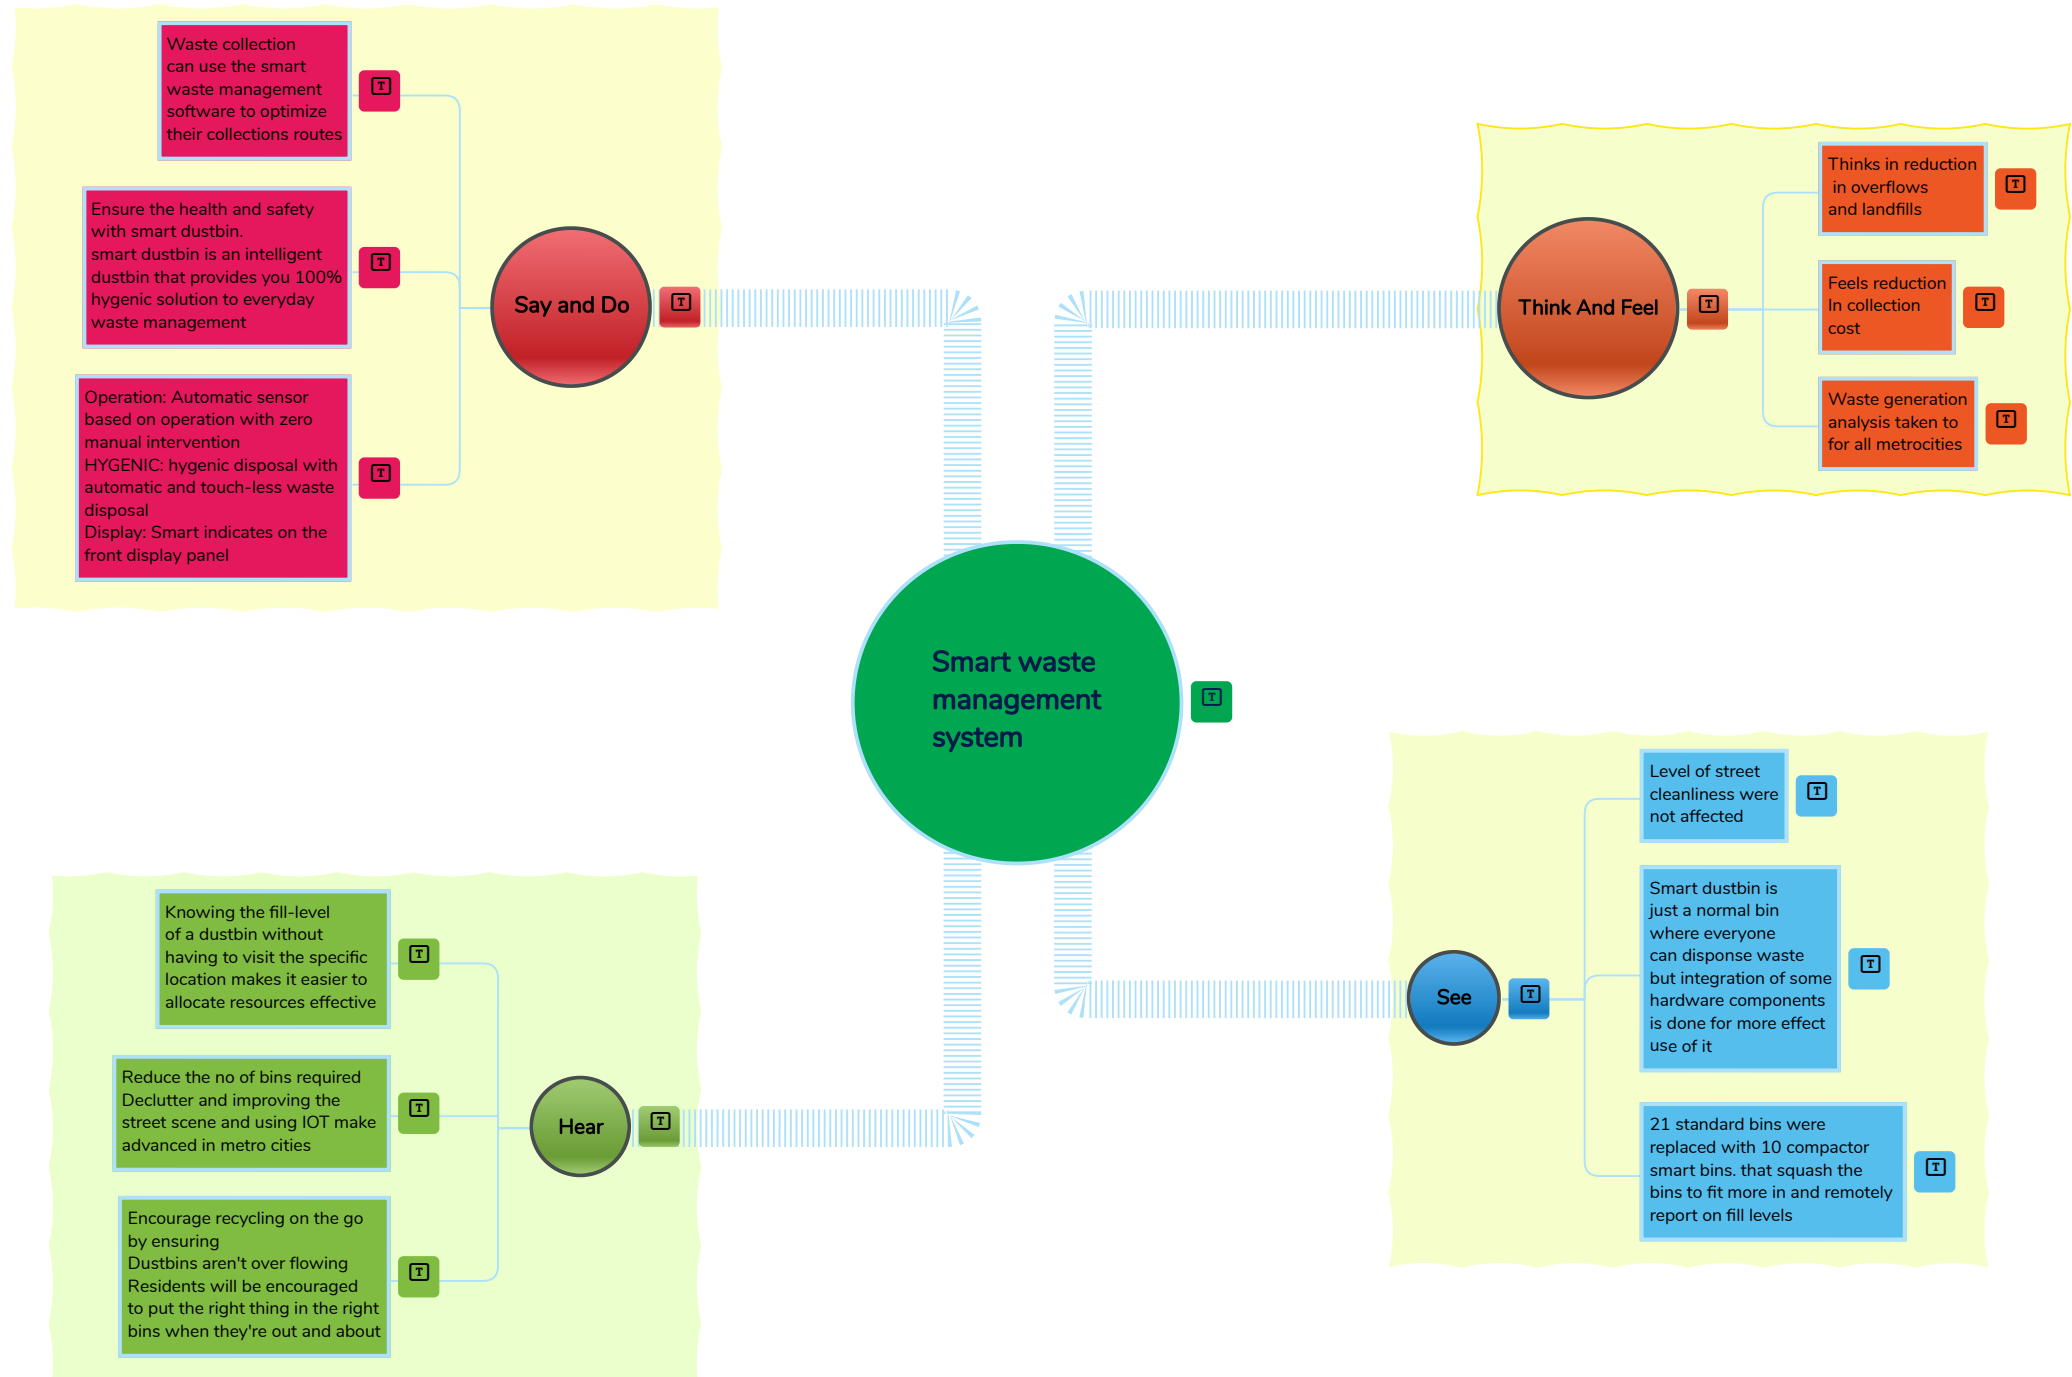 Waste collection
can use the smart
waste management
software to optimize
their collections routes
Ensure the health and safety
with smart dustbin.
smart dustbin is an intelligent
dustbin that provides you 100%
hygenic solution to everyday
waste management
Operation: Automatic sensor
based on operation with zero
manual intervention
HYGENIC: hygenic disposal with
automatic and touch-less waste
disposal
Display: Smart indicates on the
front display panel
Say and Do
Think And Feel
Thinks in reduction
in overflows
and landfills
Feels reduction
In collection
cost
Waste generation
analysis taken to
for all metrocities
Smart waste
management
system
Knowing the fill-level
of a dustbin without
having to visit the specific
location makes it easier to
allocate resources effective
Reduce the no of bins required
Declutter and improving the
street scene and using IOT make
advanced in metro cities
Encourage recycling on the go
by ensuring
Dustbins aren't over flowing
Residents will be encouraged
to put the right thing in the right
bins when they're out and about
Hear
See
Level of street
cleanliness were
not affected
Smart dustbin is
just a normal bin
where everyone
can disponse waste
but integration of some
hardware components
is done for more effect
use of it
21 standard bins were
replaced with 10 compactor
smart bins. that squash the
bins to fit more in and remotely
report on fill levels